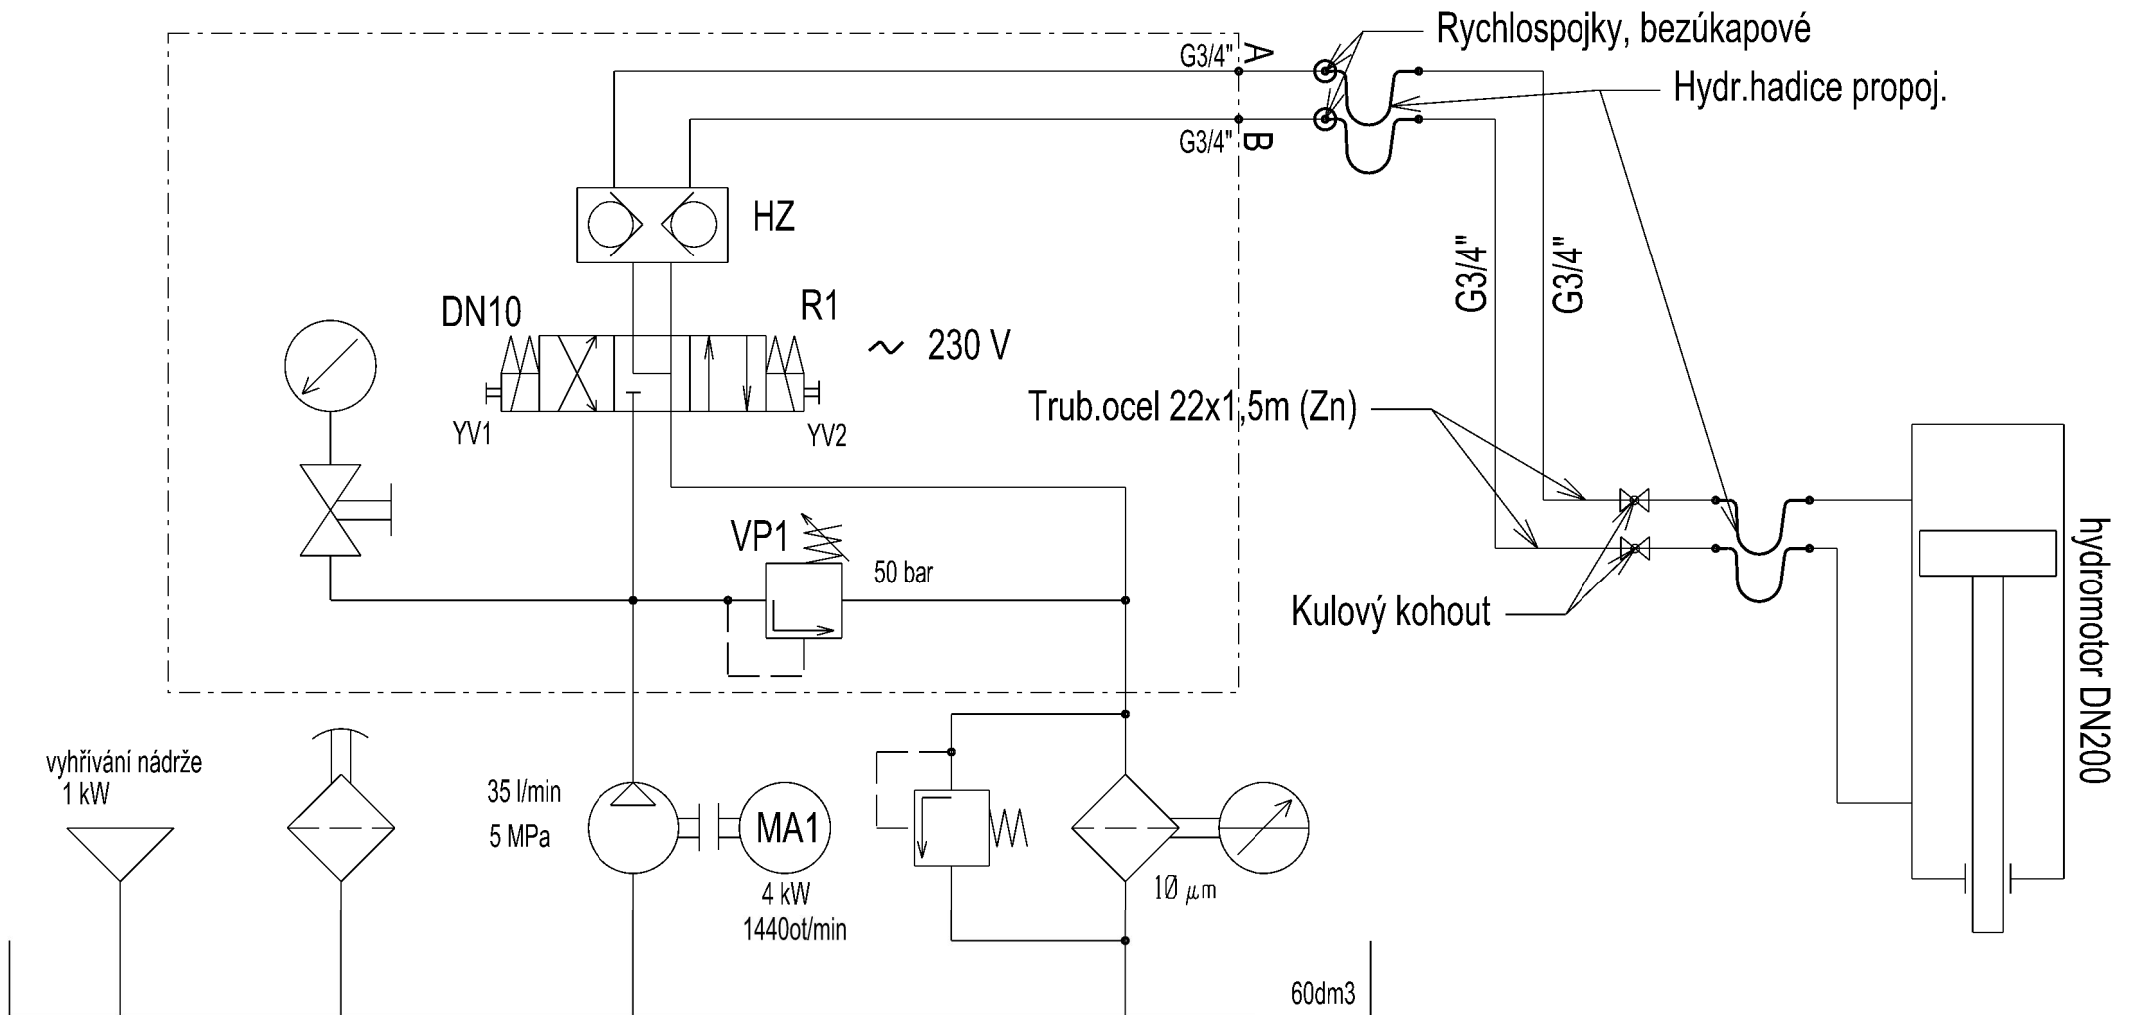 Rychlospojky, bezúkapové
G3/4" A
Hydr.hadice propoj.
G3/4" B
HZ
G3/4"
G3/4"
DN10
R1
~ 230 V
Trub.ocel 22x1,5m (Zn)
YV1
YV2
VP1
50 bar
Kulový kohout
hydromotor DN200
vyhřívání nádrže
1 kW
35 l/min
5 MPa
MA1
4 kW
1440ot/min
10 μm
60dm3